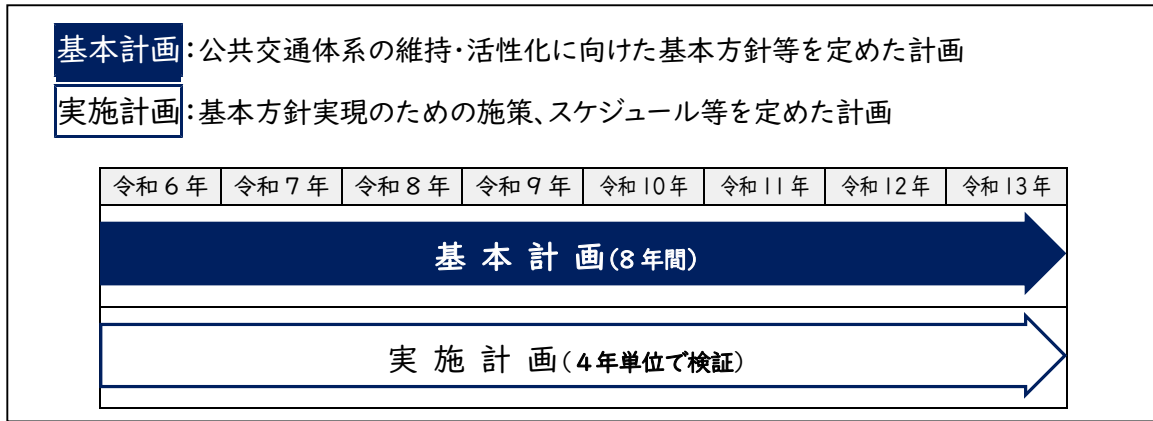 基本計画:公共交通体系の維持・活性化に向けた基本方針等を定めた計画
実施計画:基本方針実現のための施策、スケジュール等を定めた計画
令和6年 令和7年 令和8年 令和9年 令和10年 令和11年 令和12年 令和13年
基本計画(8年間)
実施計画(4年単位で検証)